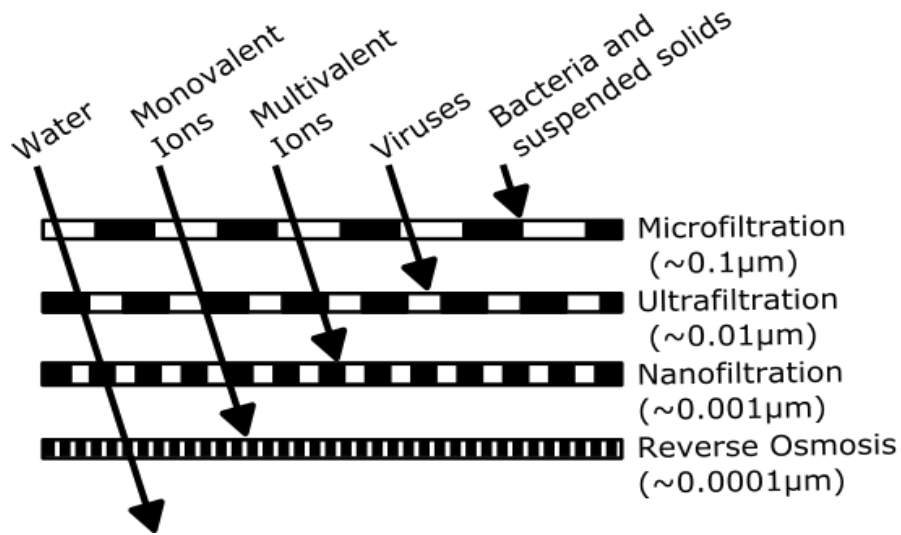 Water
Monovalent
Ions
Multivalent
Ions
Viruses
Bacteria and
suspended solids
Microfiltration
(~0.1µm)
Ultrafiltration
(~0.01µm)
Nanofiltration
(~0.001µm)
Reverse Osmosis
(~0.0001µm)